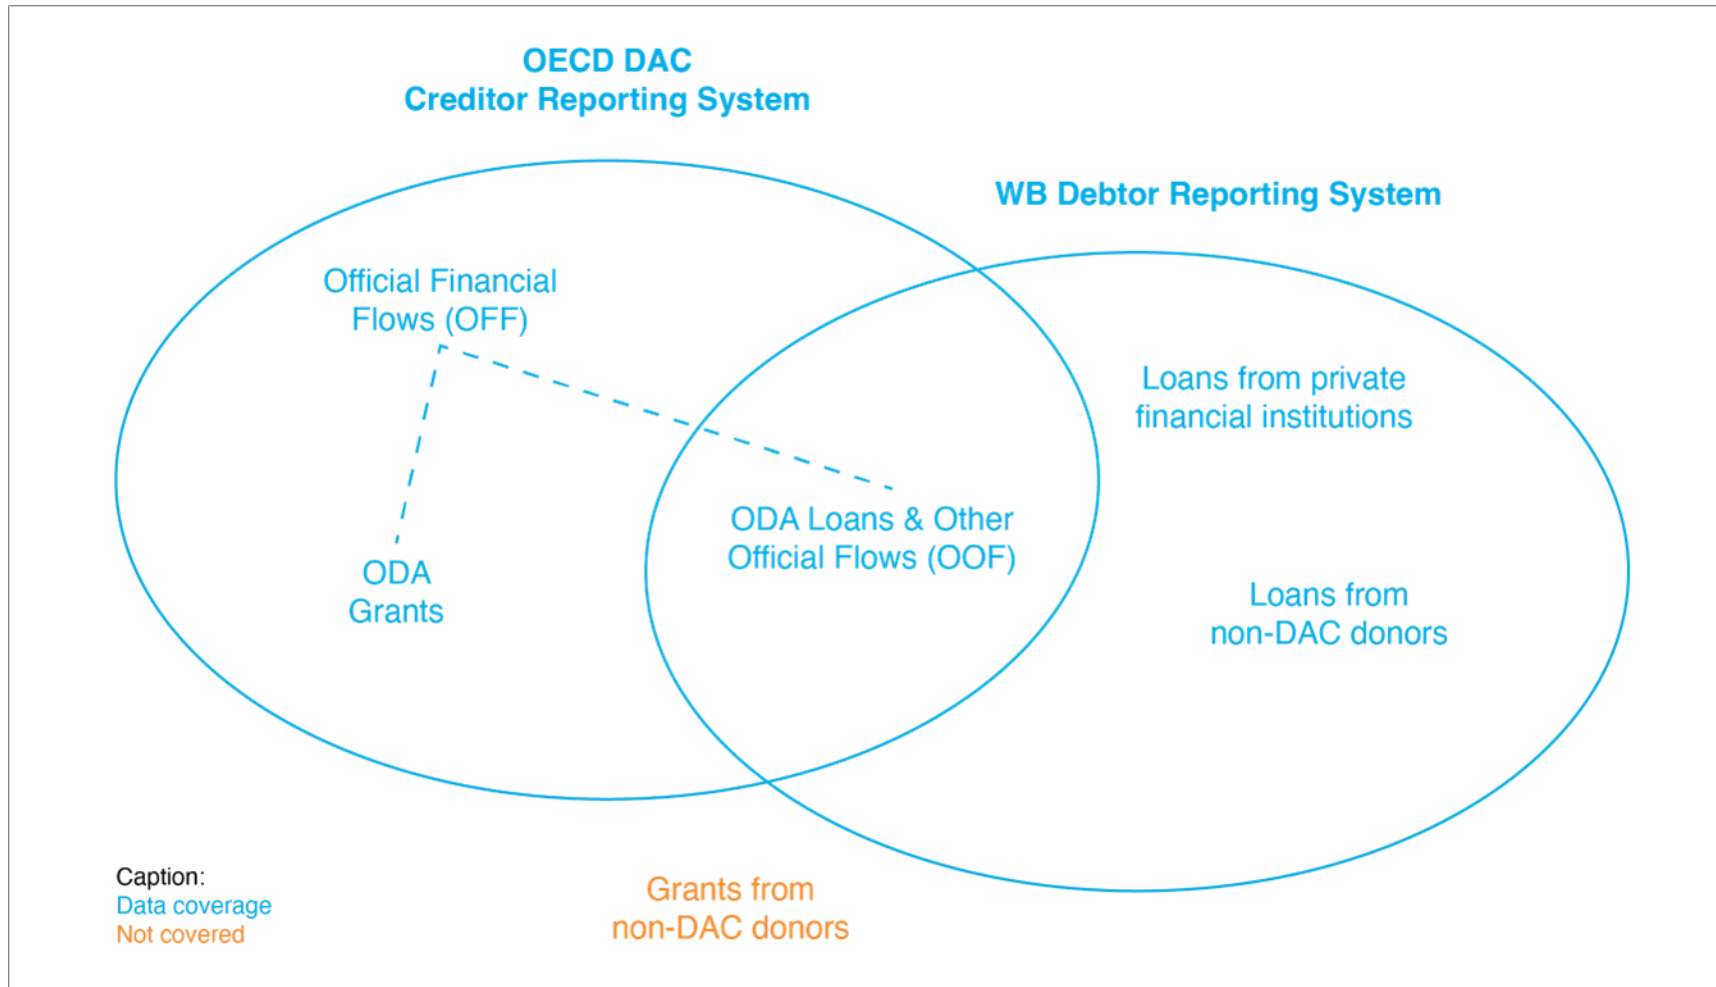 OECD DAC
Creditor Reporting System
WB Debtor Reporting System
Official Financial
Flows (OFF)
Loans from private
financial institutions
ODA Loans & Other
Official Flows (OOF)
ODA
Grants
Loans from
non-DAC donors
Caption:
Data coverage
Not covered
Grants from
non-DAC donors